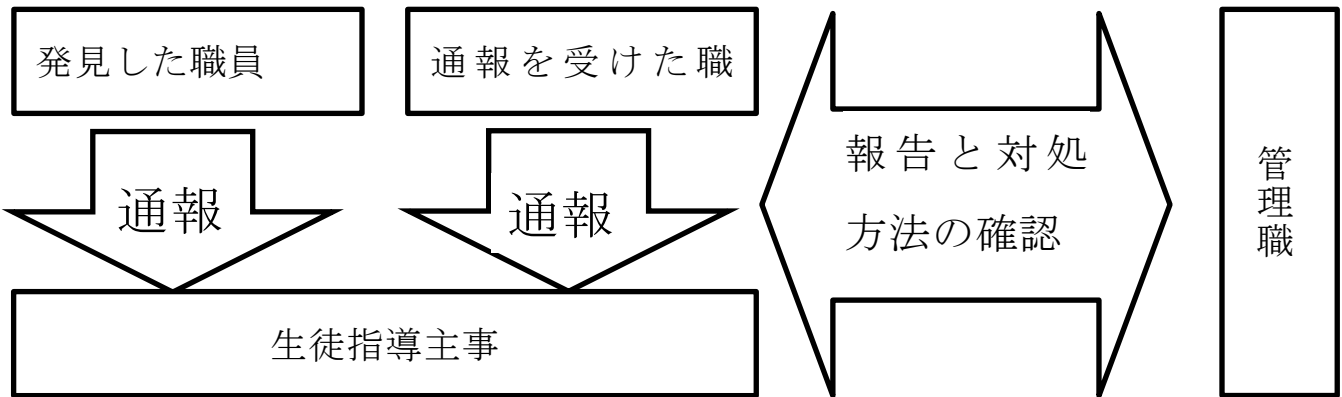 発見した職員
通報を受けた職
通報
通報
報告と対処
方法の確認
管理職
生徒指導主事